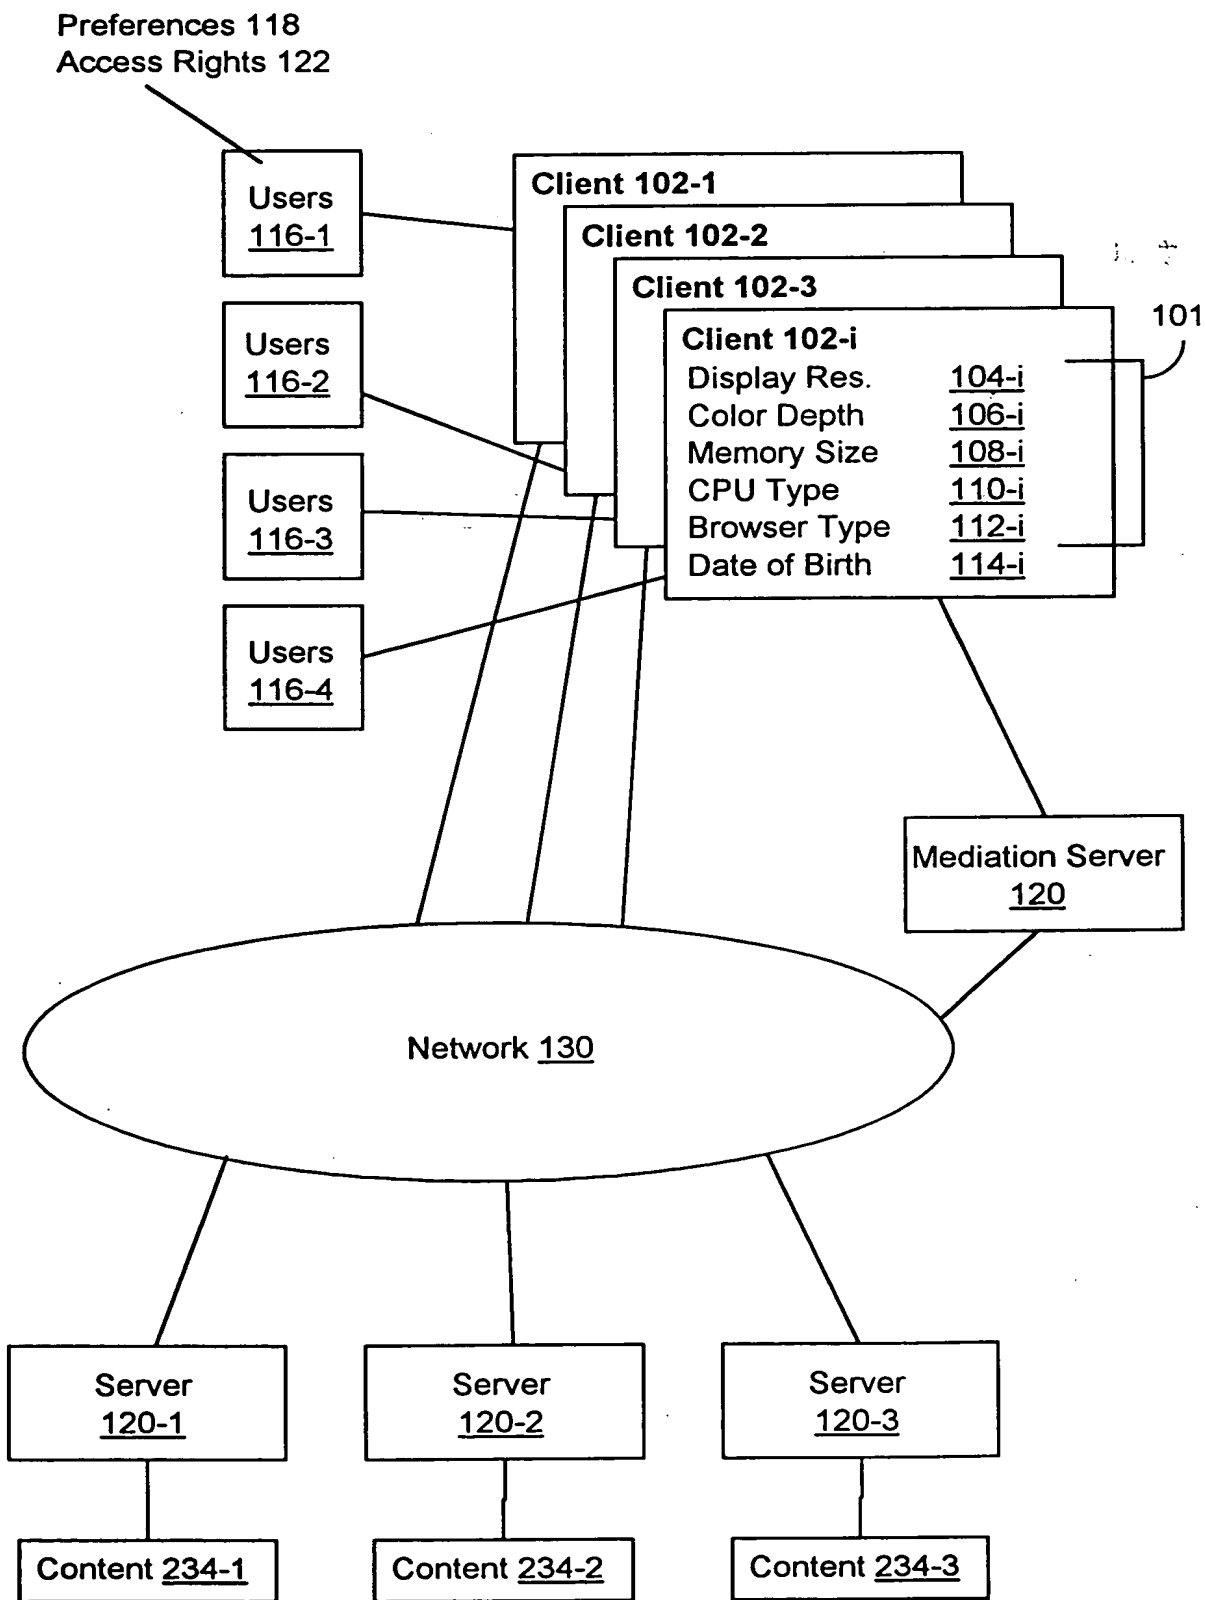 Preferences 118
Access Rights 122
Users
116-1
Users
116-2
Users
116-3
Users
116-4
Client 102-1
Client 102-2
Client 102-3
Client 102-i
Display Res. 104-i
Color Depth 106-i
Memory Size 108-i
CPU Type 110-i
Browser Type 112-i
Date of Birth 114-i
101
Mediation Server
120
Network 130
Server
120-1
Server
120-2
Server
120-3
Content 234-1
Content 234-2
Content 234-3